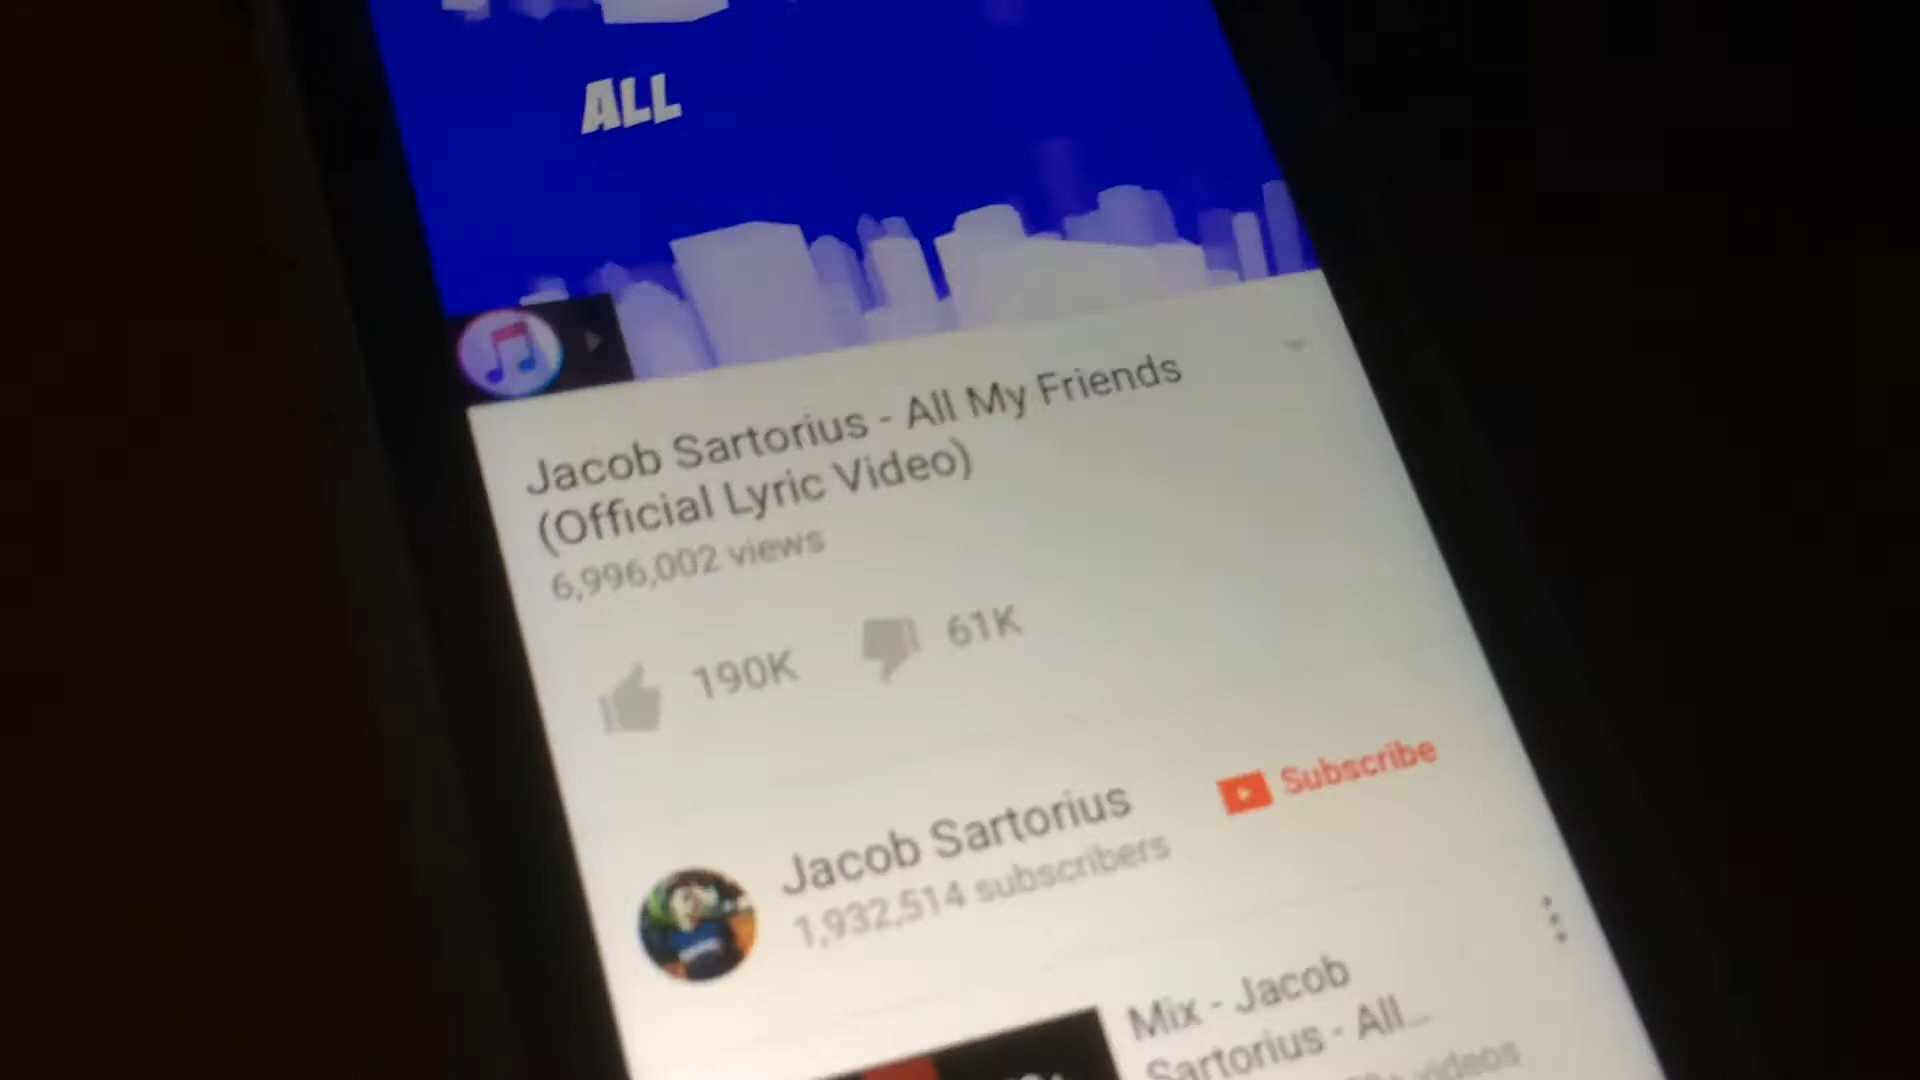 ALL
Jacob Sartorius - All My Friends
(Official Lyric Video)
6,996,002 views
190K
61K
Jacob Sartorius
Subscribe
1,932,514 subscribers
Mix - Jacob
Sartorius - All...
videos